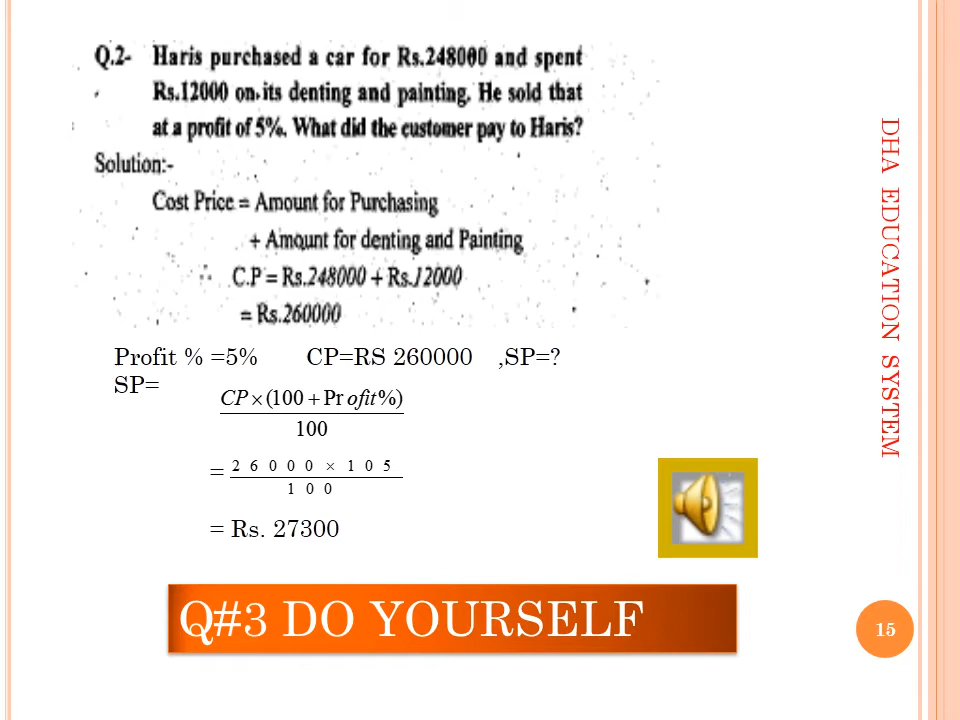 Q.2- Haris purchased a car for Rs.248000 and spent
Rs.12000 on its denting and painting. He sold that
at a profit of 5%. What did the customer pay to Haris?
Solution:-
Cost Price = Amount for Purchasing
+ Amount for denting and Painting
∴ C.P = Rs.248000 + Rs.12000
= Rs.260000
Profit % =5% CP=RS 260000 ,SP=?
SP=
CP × (100 + Pr ofit%)
100
= 26000 × 105
100
= Rs. 27300
Q#3 DO YOURSELF
DHA EDUCATION SYSTEM
15